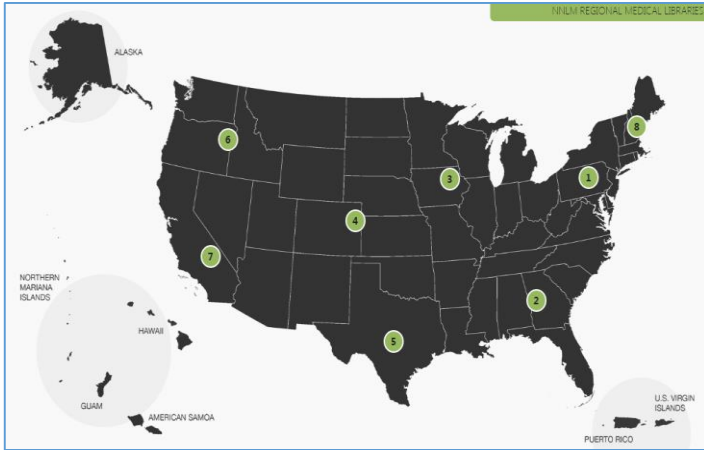 NNLM REGIONAL MEDICAL LIBRARIES
ALASKA
8
6
3
1
4
7
NORTHERN
MARIANA
ISLANDS
2
HAWAII
5
GUAM
AMERICAN SAMOA
U.S. VIRGIN
ISLANDS
PUERTO RICO